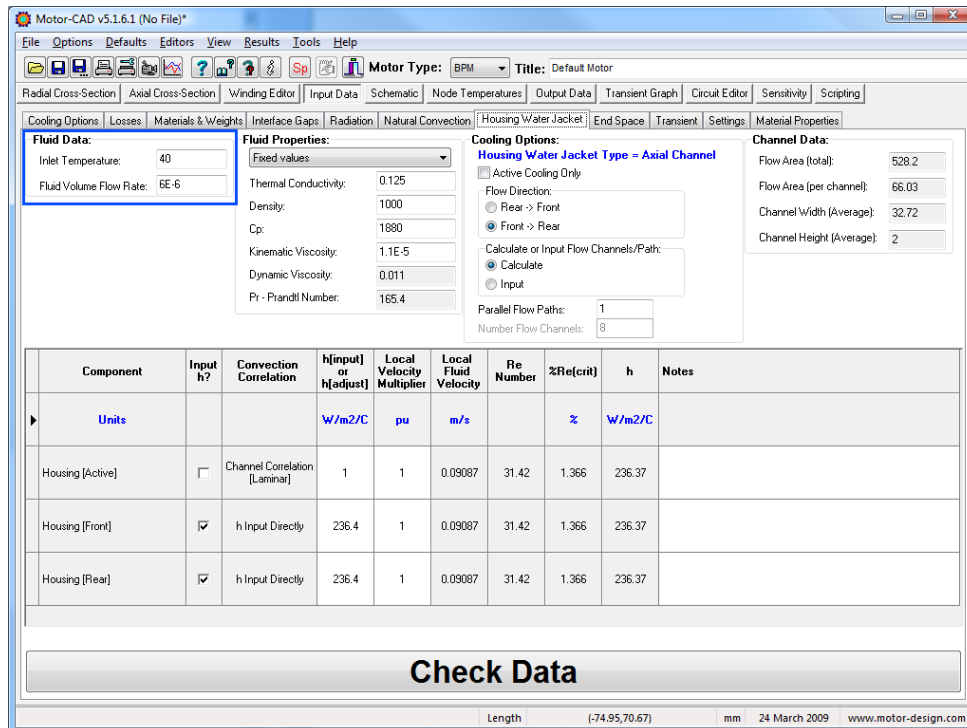 Motor-CAD v5.1.6.1 (No File)*
File Options Defaults Editors View Results Tools Help
Sp Motor Type: BPM Title: Default Motor
Radial Cross-Section Axial Cross-Section Winding Editor Input Data Schematic Node Temperatures Output Data Transient Graph Circuit Editor Sensitivity Scripting
Cooling Options Losses Materials & Weights Interface Gaps Radiation Natural Convection Housing Water Jacket End Space Transient Settings Material Properties
Fluid Data:
Inlet Temperature: 40
Fluid Volume Flow Rate: 6E-6
Fluid Properties:
Fixed values
Thermal Conductivity: 0.125
Density: 1000
Cp: 1880
Kinematic Viscosity: 1.1E-5
Dynamic Viscosity: 0.011
Pr - Prandtl Number: 165.4
Cooling Options:
Housing Water Jacket Type = Axial Channel
Active Cooling Only
Flow Direction:
Rear -> Front
Front -> Rear
Calculate or Input Flow Channels/Path:
Calculate
Input
Parallel Flow Paths: 1
Number Flow Channels: 8
Channel Data:
Flow Area (total): 528.2
Flow Area (per channel): 66.03
Channel Width (Average): 32.72
Channel Height (Average): 2
Component Input h? Convection Correlation h[input] or h[adjust] Local Velocity Multiplier Local Fluid Velocity Re Number %Re(crit) h Notes
Units W/m2/C pu m/s % W/m2/C
Housing [Active] Channel Correlation [Laminar] 1 1 0.09087 31.42 1.366 236.37
Housing [Front] h Input Directly 236.4 1 0.09087 31.42 1.366 236.37
Housing [Rear] h Input Directly 236.4 1 0.09087 31.42 1.366 236.37
Check Data
Length (-74.95,70.67) mm 24 March 2009 www.motor-design.com